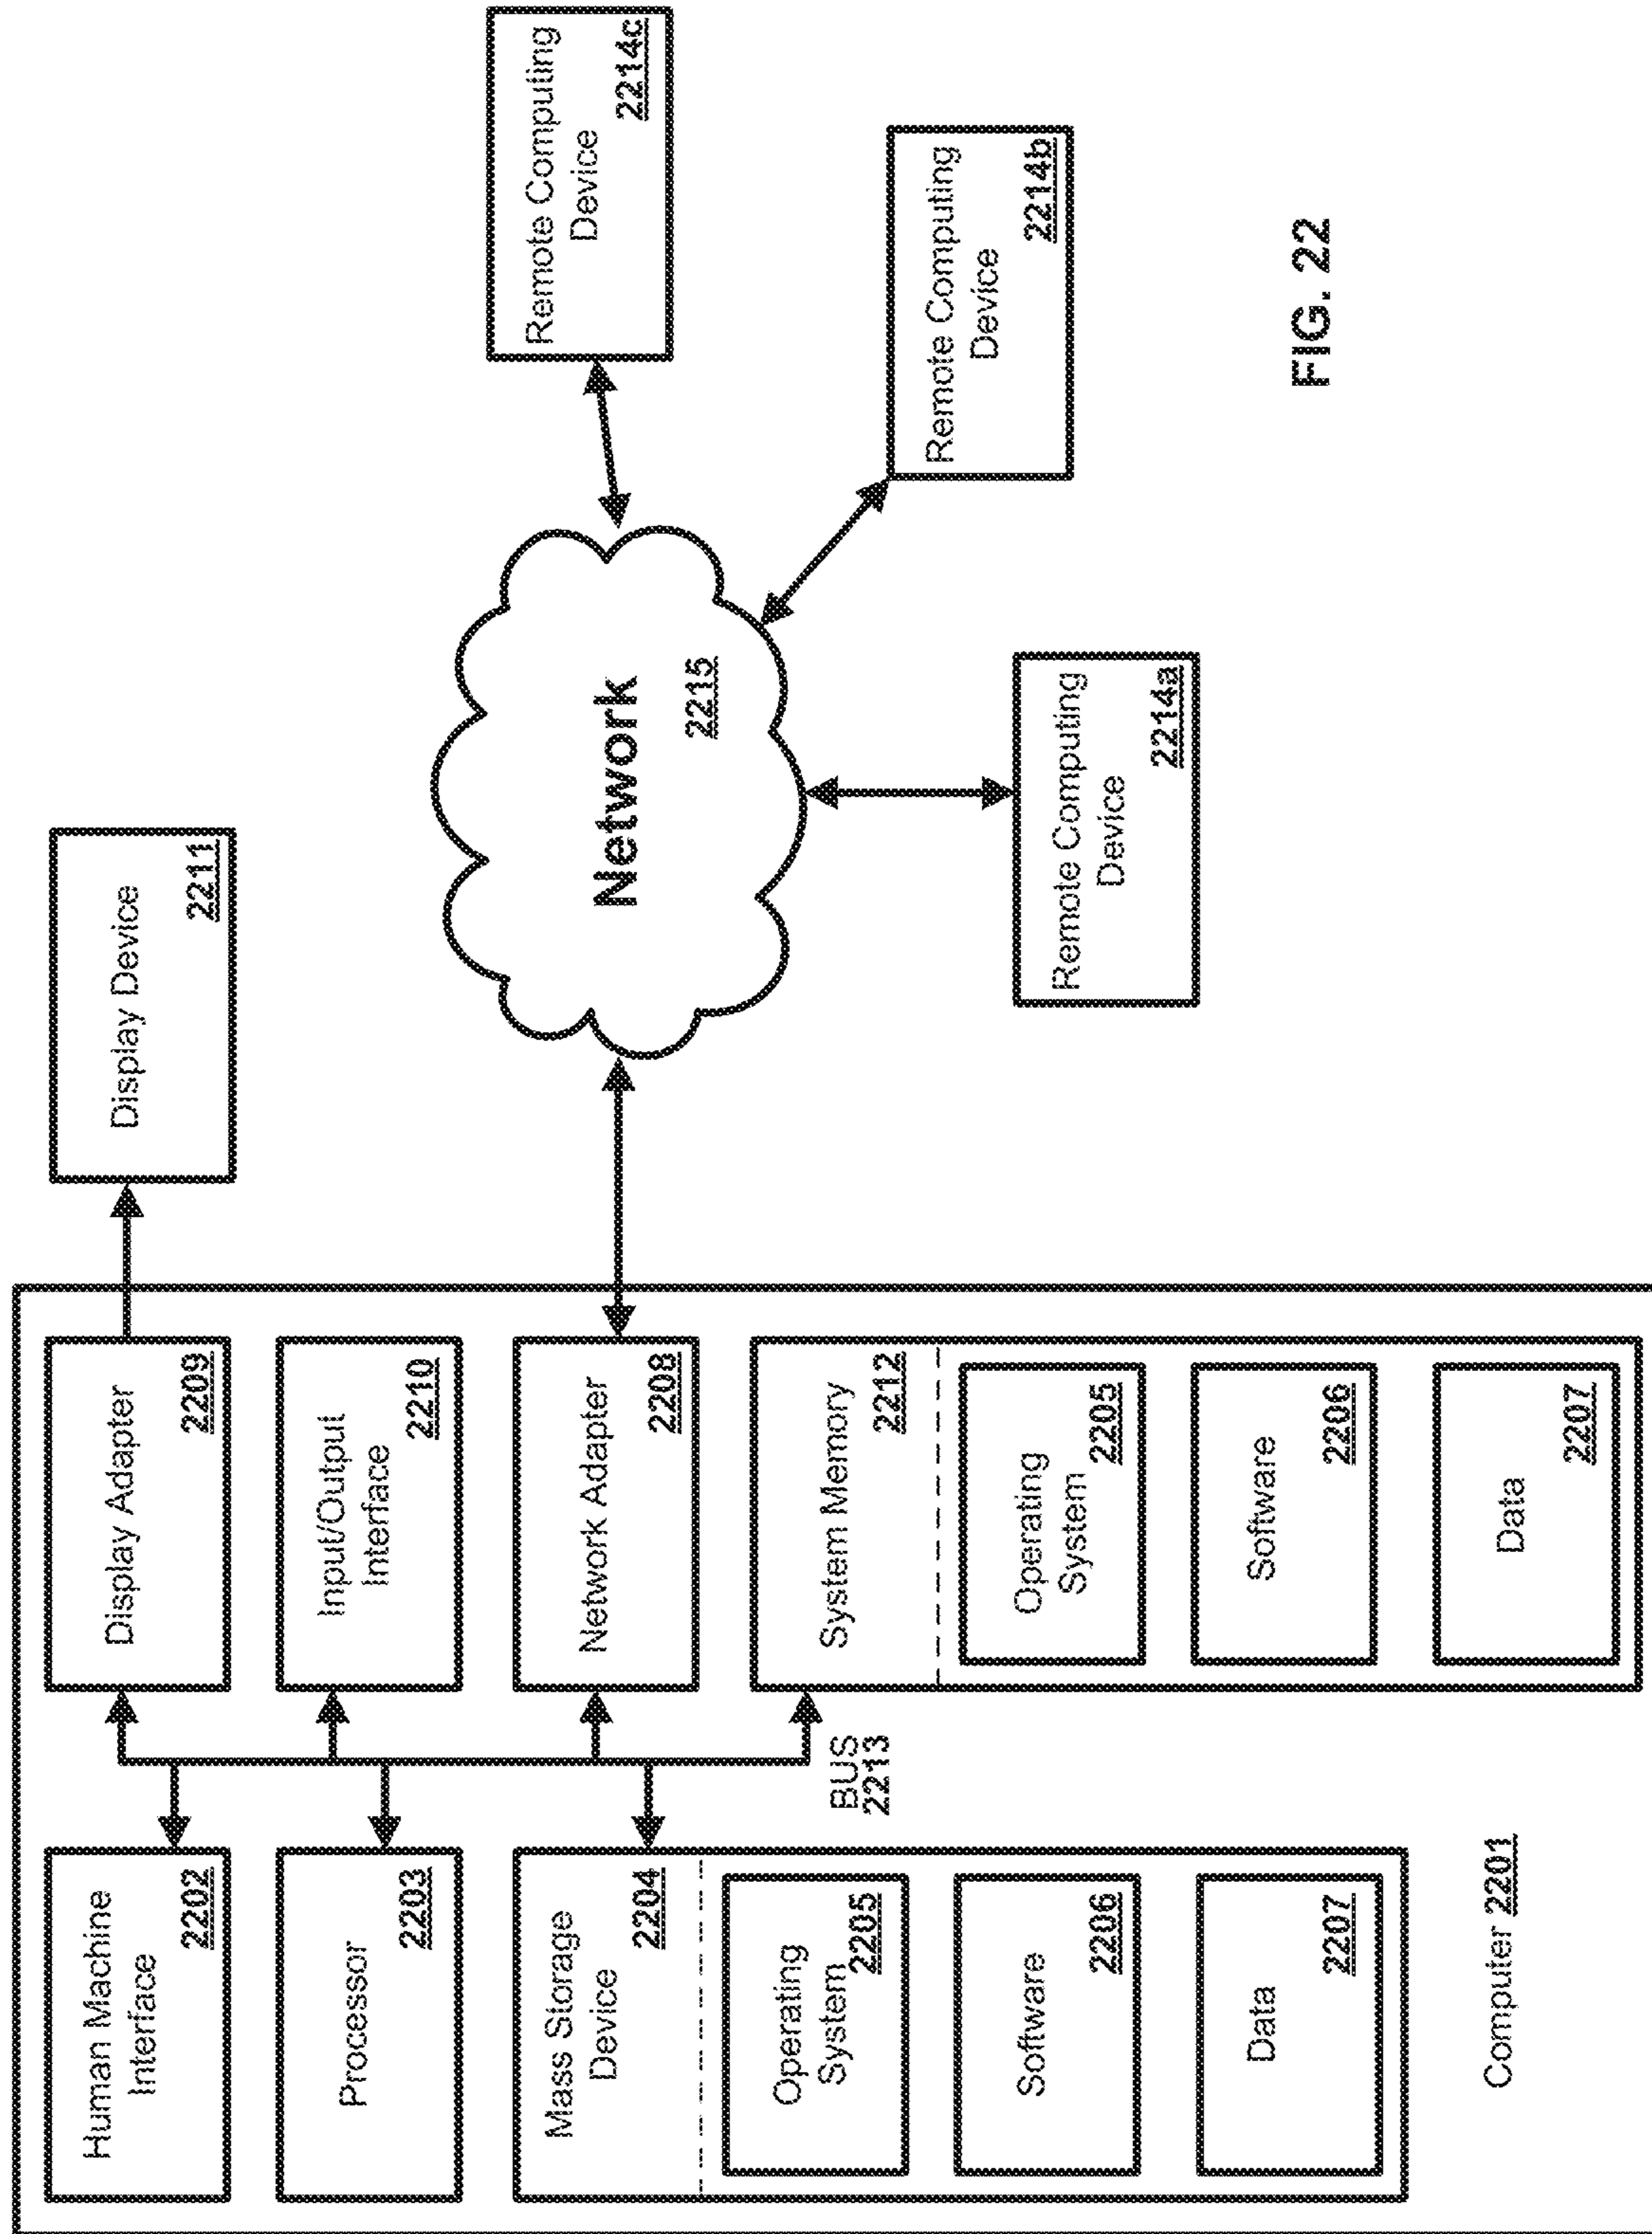 Human Machine
Interface
2202
Processor
2203
Mass Storage
Device
2204
Operating
System
2205
Software
2206
Data
2207
Computer 2201
BUS
2213
Display Adapter
2209
Input/Output
Interface
2210
Network Adapter
2208
System Memory
2212
Operating
System
2205
Software
2206
Data
2207
Display Device
2211
Network
2215
Remote Computing
Device
2214a
Remote Computing
Device
2214b
Remote Computing
Device
2214c
FIG. 22